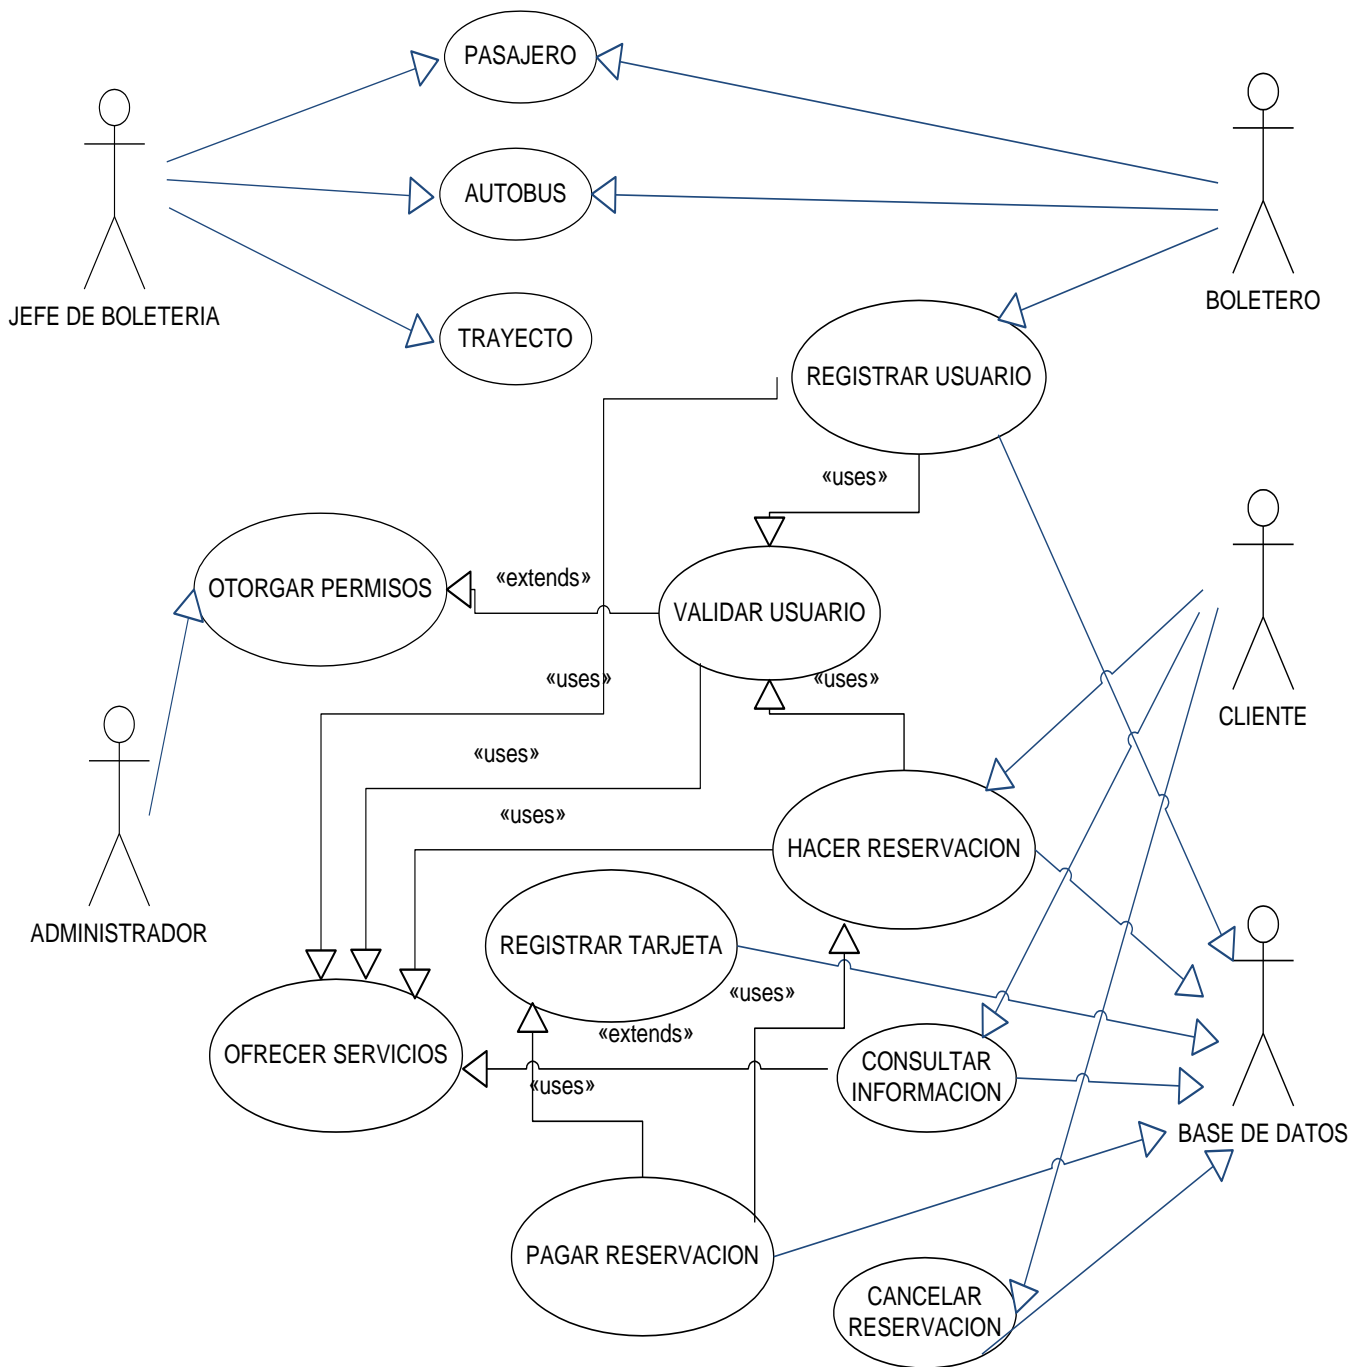 PASAJERO
AUTOBUS
JEFE DE BOLETERIA
BOLETERO
TRAYECTO
REGISTRAR USUARIO
«uses»
OTORGAR PERMISOS
«extends»
VALIDAR USUARIO
«uses»
«uses»
CLIENTE
«uses»
«uses»
HACER RESERVACION
ADMINISTRADOR
REGISTRAR TARJETA
«uses»
«extends»
OFRECER SERVICIOS
«uses»
CONSULTAR
INFORMACION
BASE DE DATOS
PAGAR RESERVACION
CANCELAR
RESERVACION